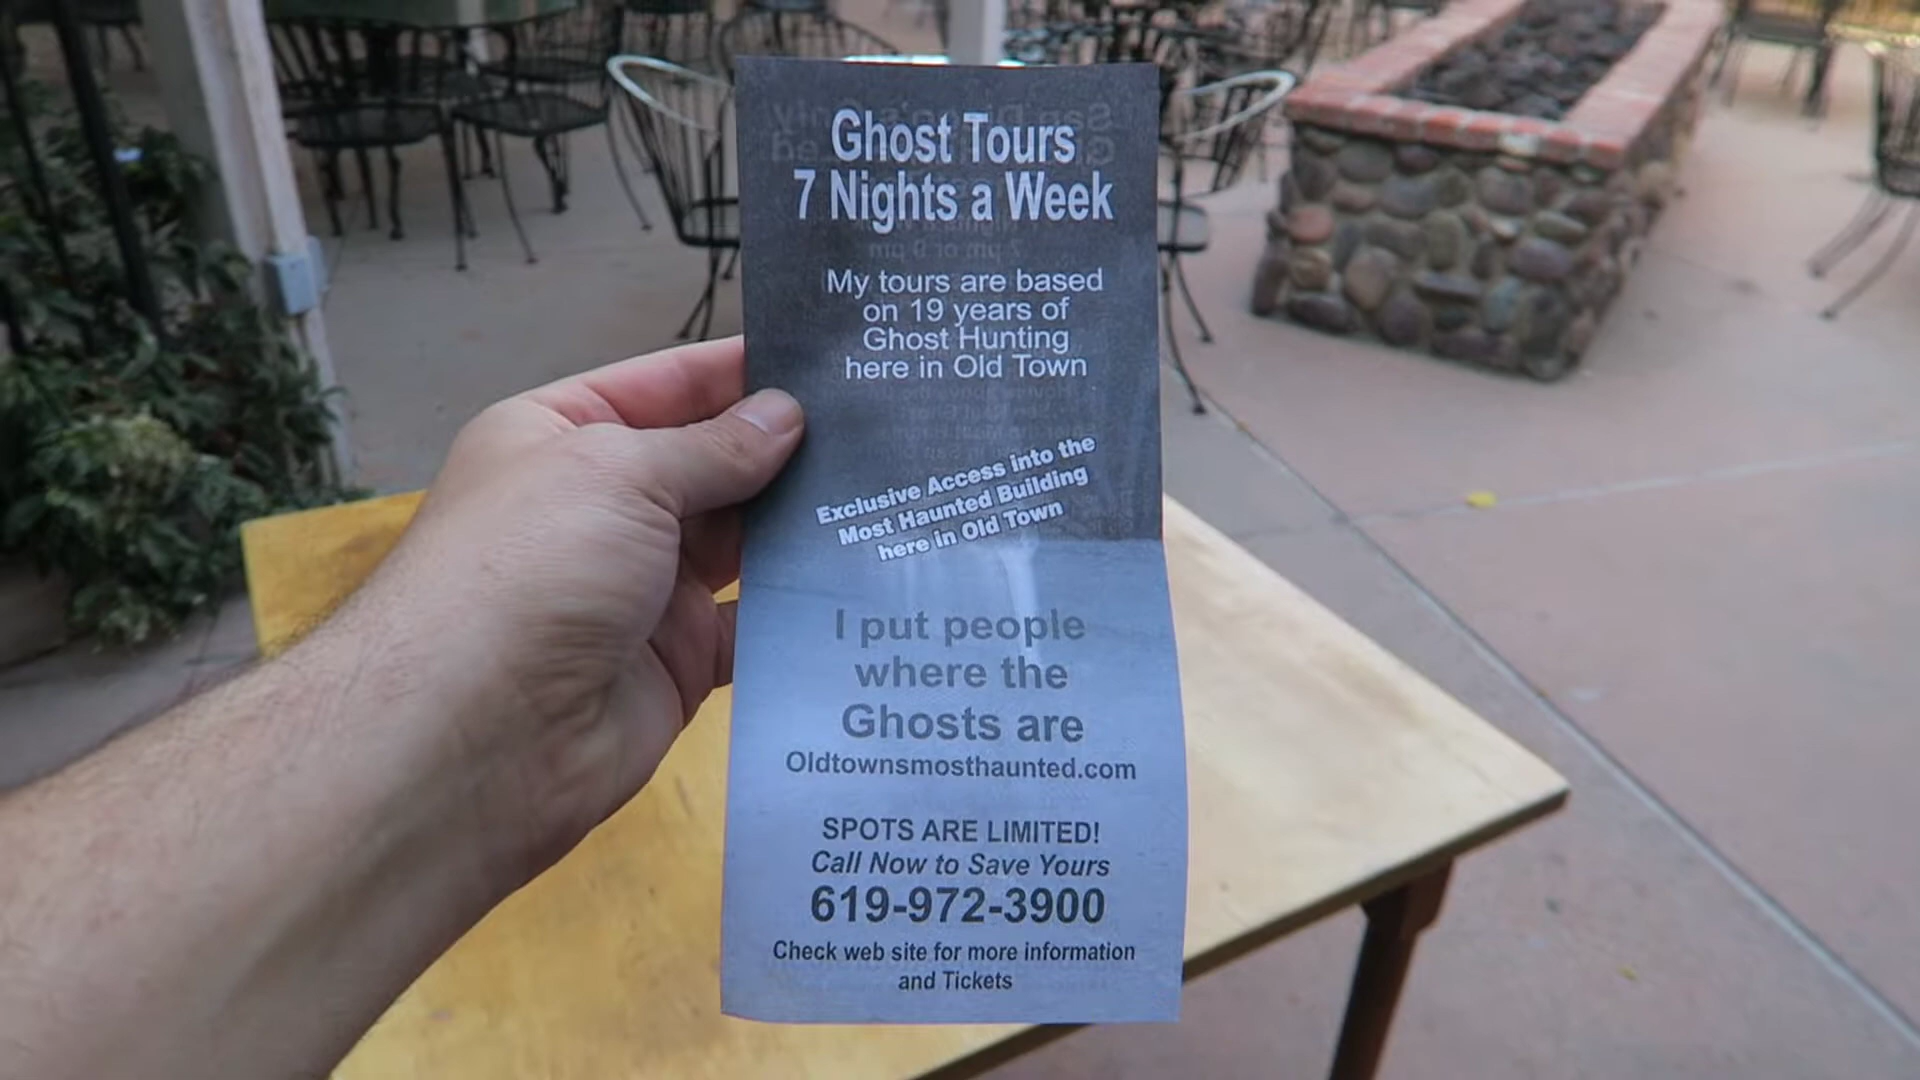 Ghost Tours
7 Nights a Week
My tours are based
on 19 years of
Ghost Hunting
here in Old Town
Exclusive Access into the
Most Haunted Building
here in Old Town
I put people
where the
Ghosts are
Oldtownsmosthaunted.com
SPOTS ARE LIMITED!
Call Now to Save Yours
619-972-3900
Check web site for more information
and Tickets